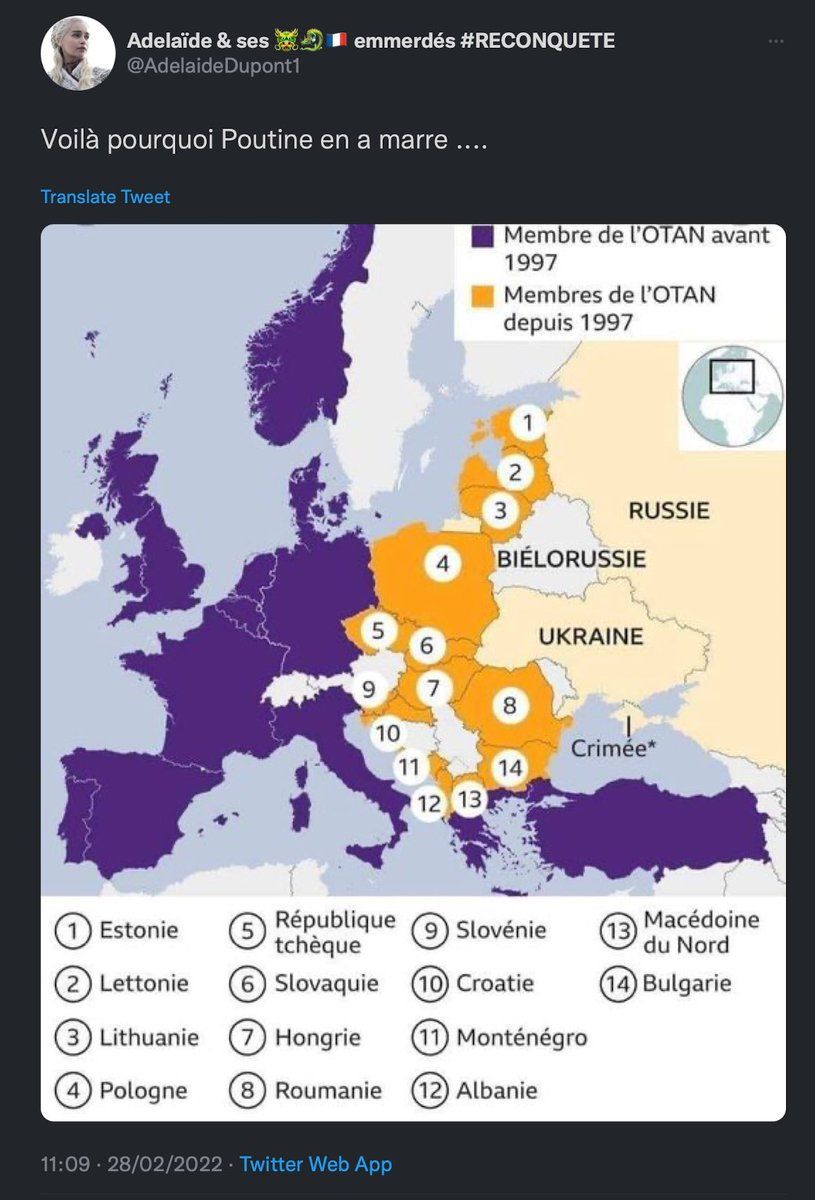 Adelaïde & ses 🐲🐉🇫🇷 emmerdés #RECONQUETE
@AdelaideDupont1
Voilà pourquoi Poutine en a marre ....
Translate Tweet
Membre de l'OTAN avant
1997
Membres de l'OTAN
depuis 1997
1
2
3
RUSSIE
4
BIÉLORUSSIE
5
6
UKRAINE
9
7
8
10
Crimée*
11
14
12
13
1 Estonie
2 Lettonie
3 Lithuanie
4 Pologne
5 République
tchèque
6 Slovaquie
7 Hongrie
8 Roumanie
9 Slovénie
10 Croatie
11 Monténégro
12 Albanie
13 Macédoine
du Nord
14 Bulgarie
11:09 · 28/02/2022 · Twitter Web App